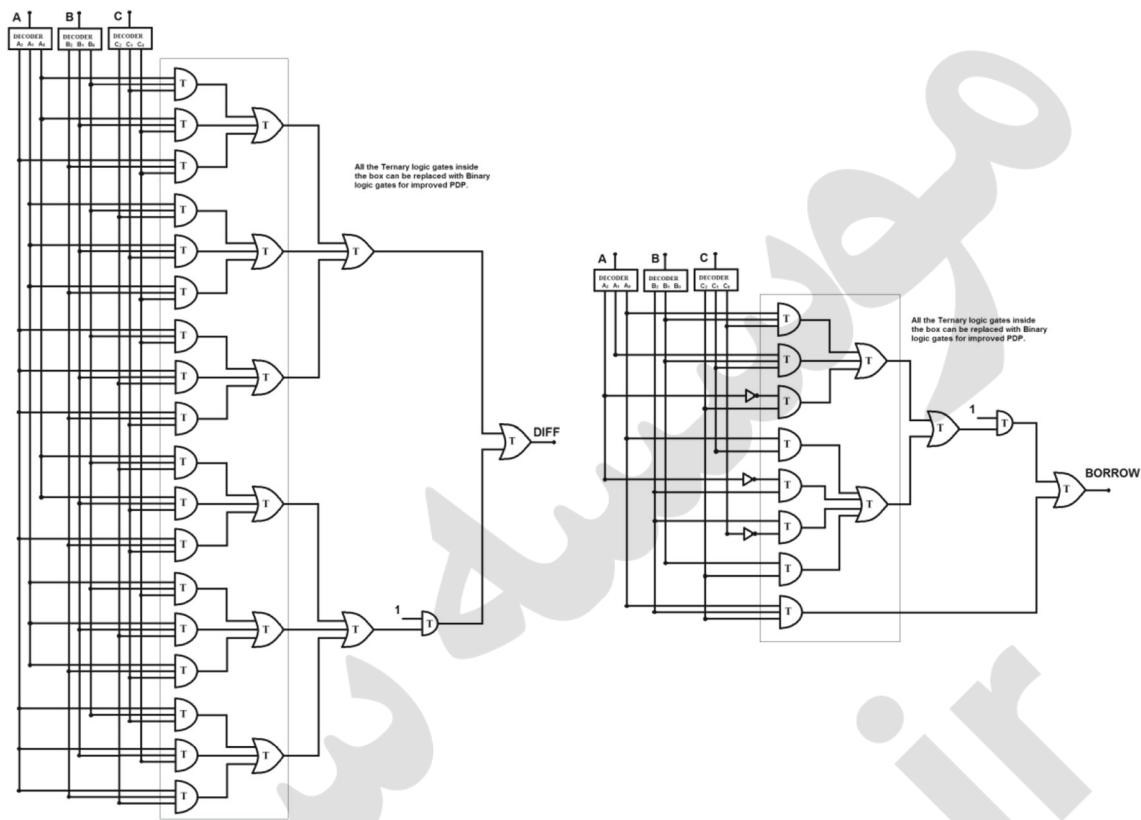 A B C
DECODER DECODER DECODER
A₂ A₁ A₀ B₂ B₁ B₀ C₂ C₁ C₀
T
T T
T
All the Ternary logic gates inside
the box can be replaced with Binary
logic gates for improved PDP.
T
T T T
T
T
T T
T
DIFF
T
T
T T
T
T
1
T
T T T
T
T
T T
T
A B C
DECODER DECODER DECODER
A₂ A₁ A₀ B₂ B₁ B₀ C₂ C₁ C₀
T
All the Ternary logic gates inside
the box can be replaced with Binary
logic gates for improved PDP.
T T
T
1
T T
T
BORROW
T
T
T
T
T
T
موسسه
ir